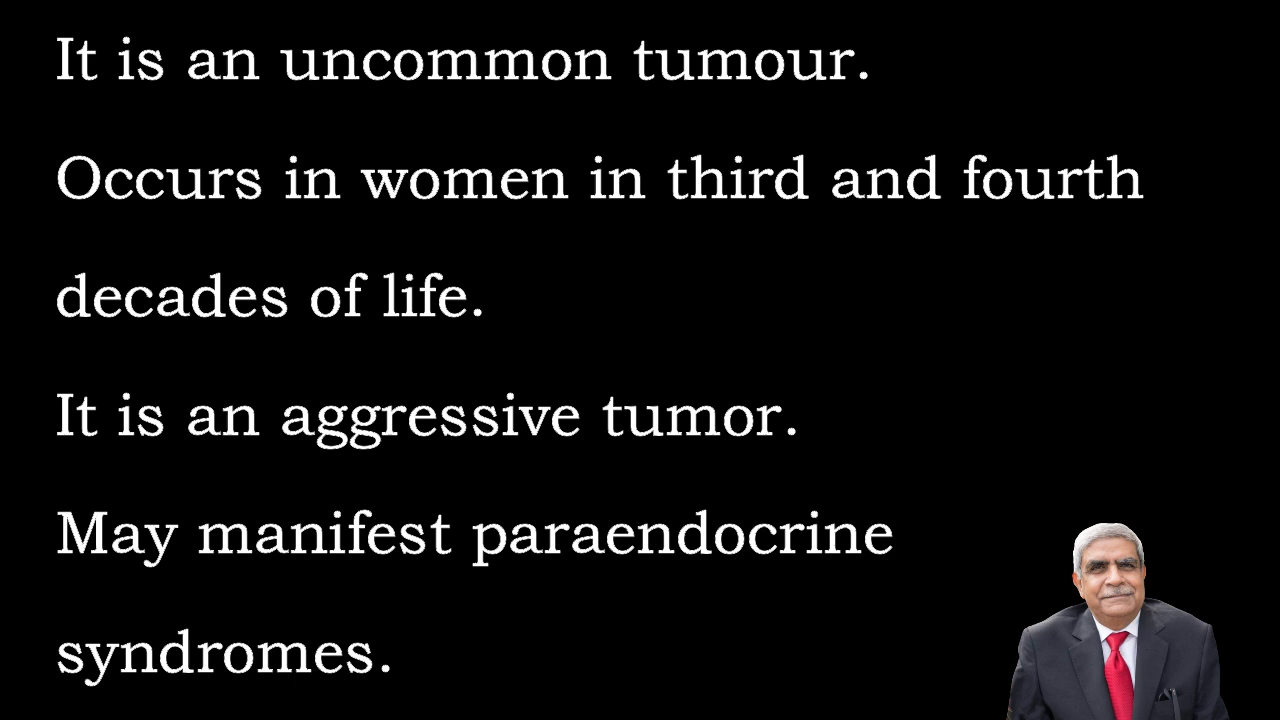 It is an uncommon tumour.
Occurs in women in third and fourth
decades of life.
It is an aggressive tumor.
May manifest paraendocrine
syndromes.